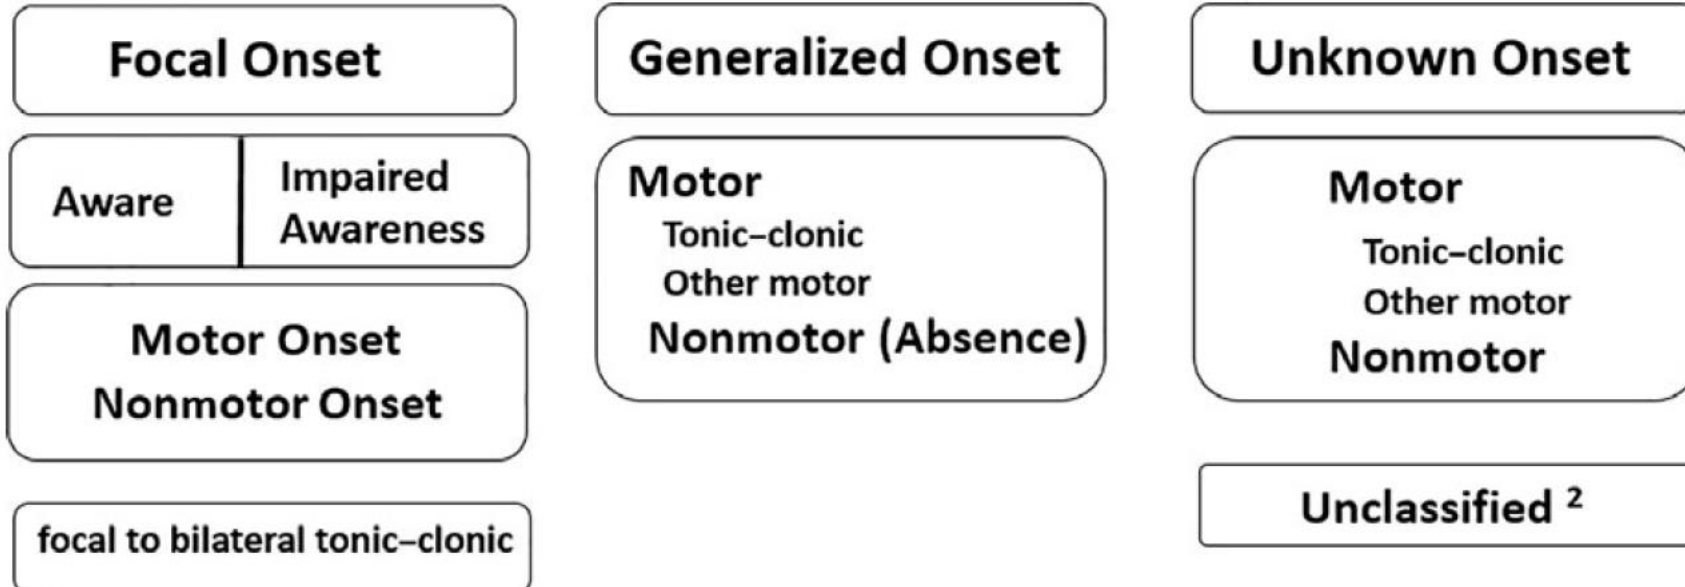 Focal Onset
Aware
Impaired
Awareness
Motor Onset
Nonmotor Onset
focal to bilateral tonic–clonic
Generalized Onset
Motor
Tonic–clonic
Other motor
Nonmotor (Absence)
Unknown Onset
Motor
Tonic–clonic
Other motor
Nonmotor
Unclassified ²